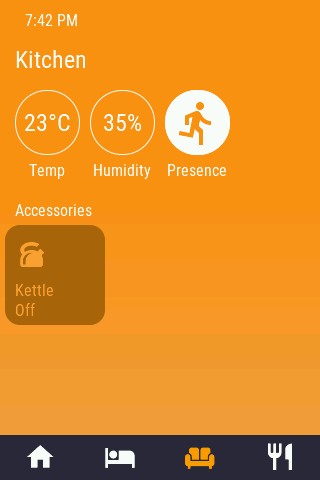 7:42 PM
Kitchen
23°C 35%
Temp Humidity Presence
Accessories
Kettle
Off